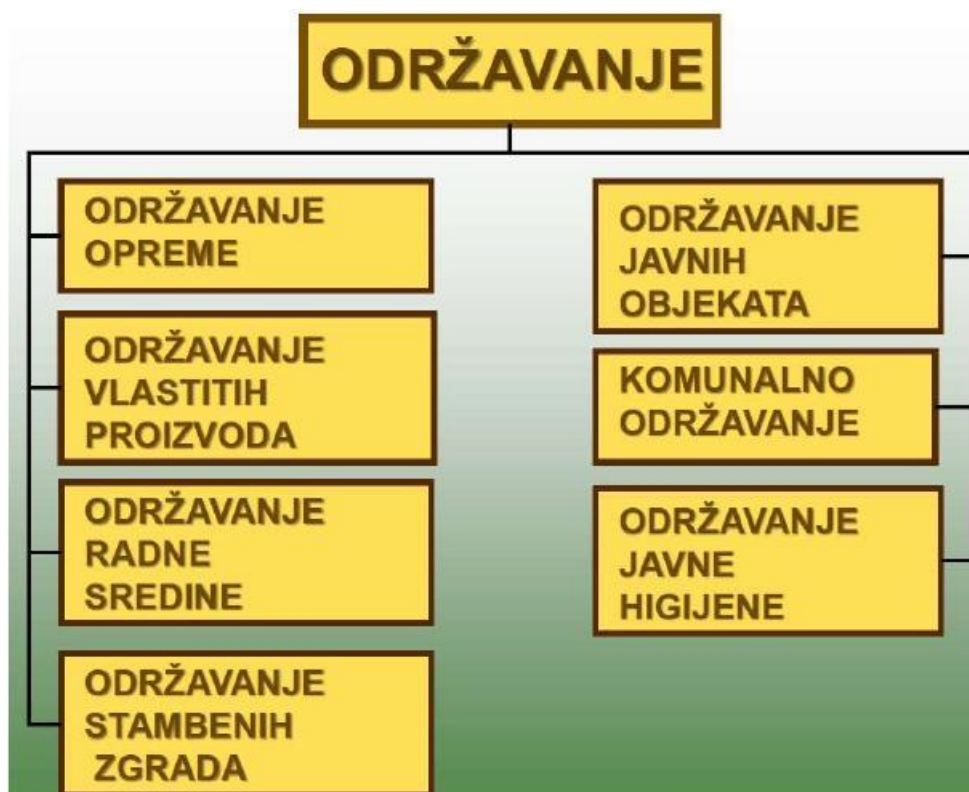 ODRŽAVANJE
ODRŽAVANJE
OPREME
ODRŽAVANJE
VLASTITIH
PROIZVODA
ODRŽAVANJE
RADNE
SREDINE
ODRŽAVANJE
STAMBENIH
ZGRADA
ODRŽAVANJE
JAVNIH
OBJEKATA
KOMUNALNO
ODRŽAVANJE
ODRŽAVANJE
JAVNE
HIGIJENE